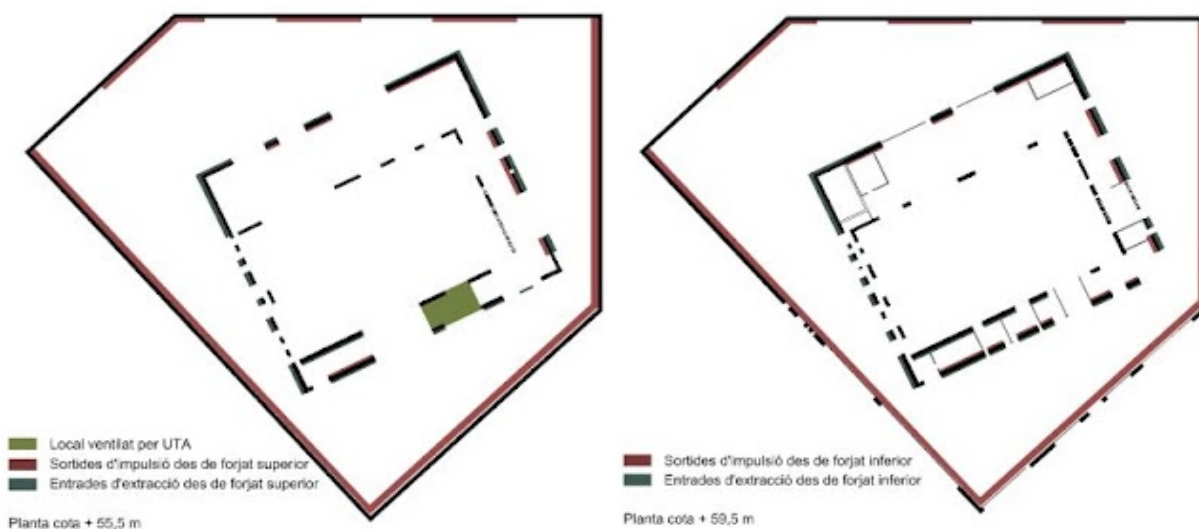 Local ventilat per UTA
Sortides d'impulsió des de forjat superior
Entrades d'extracció des de forjat superior
Planta cota + 55,5 m
Sortides d'impulsió des de forjat inferior
Entrades d'extracció des de forjat inferior
Planta cota + 59,5 m